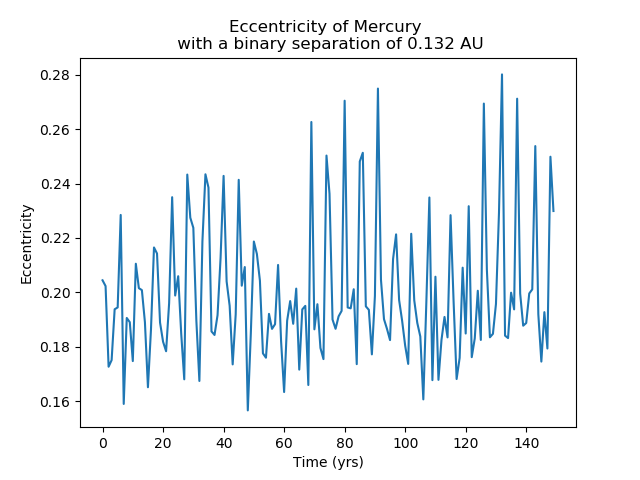 Eccentricity of Mercury
with a binary separation of 0.132 AU
0.28
0.26
0.24
0.22
0.20
0.18
0.16
Eccentricity
0 20 40 60 80 100 120 140
Time (yrs)